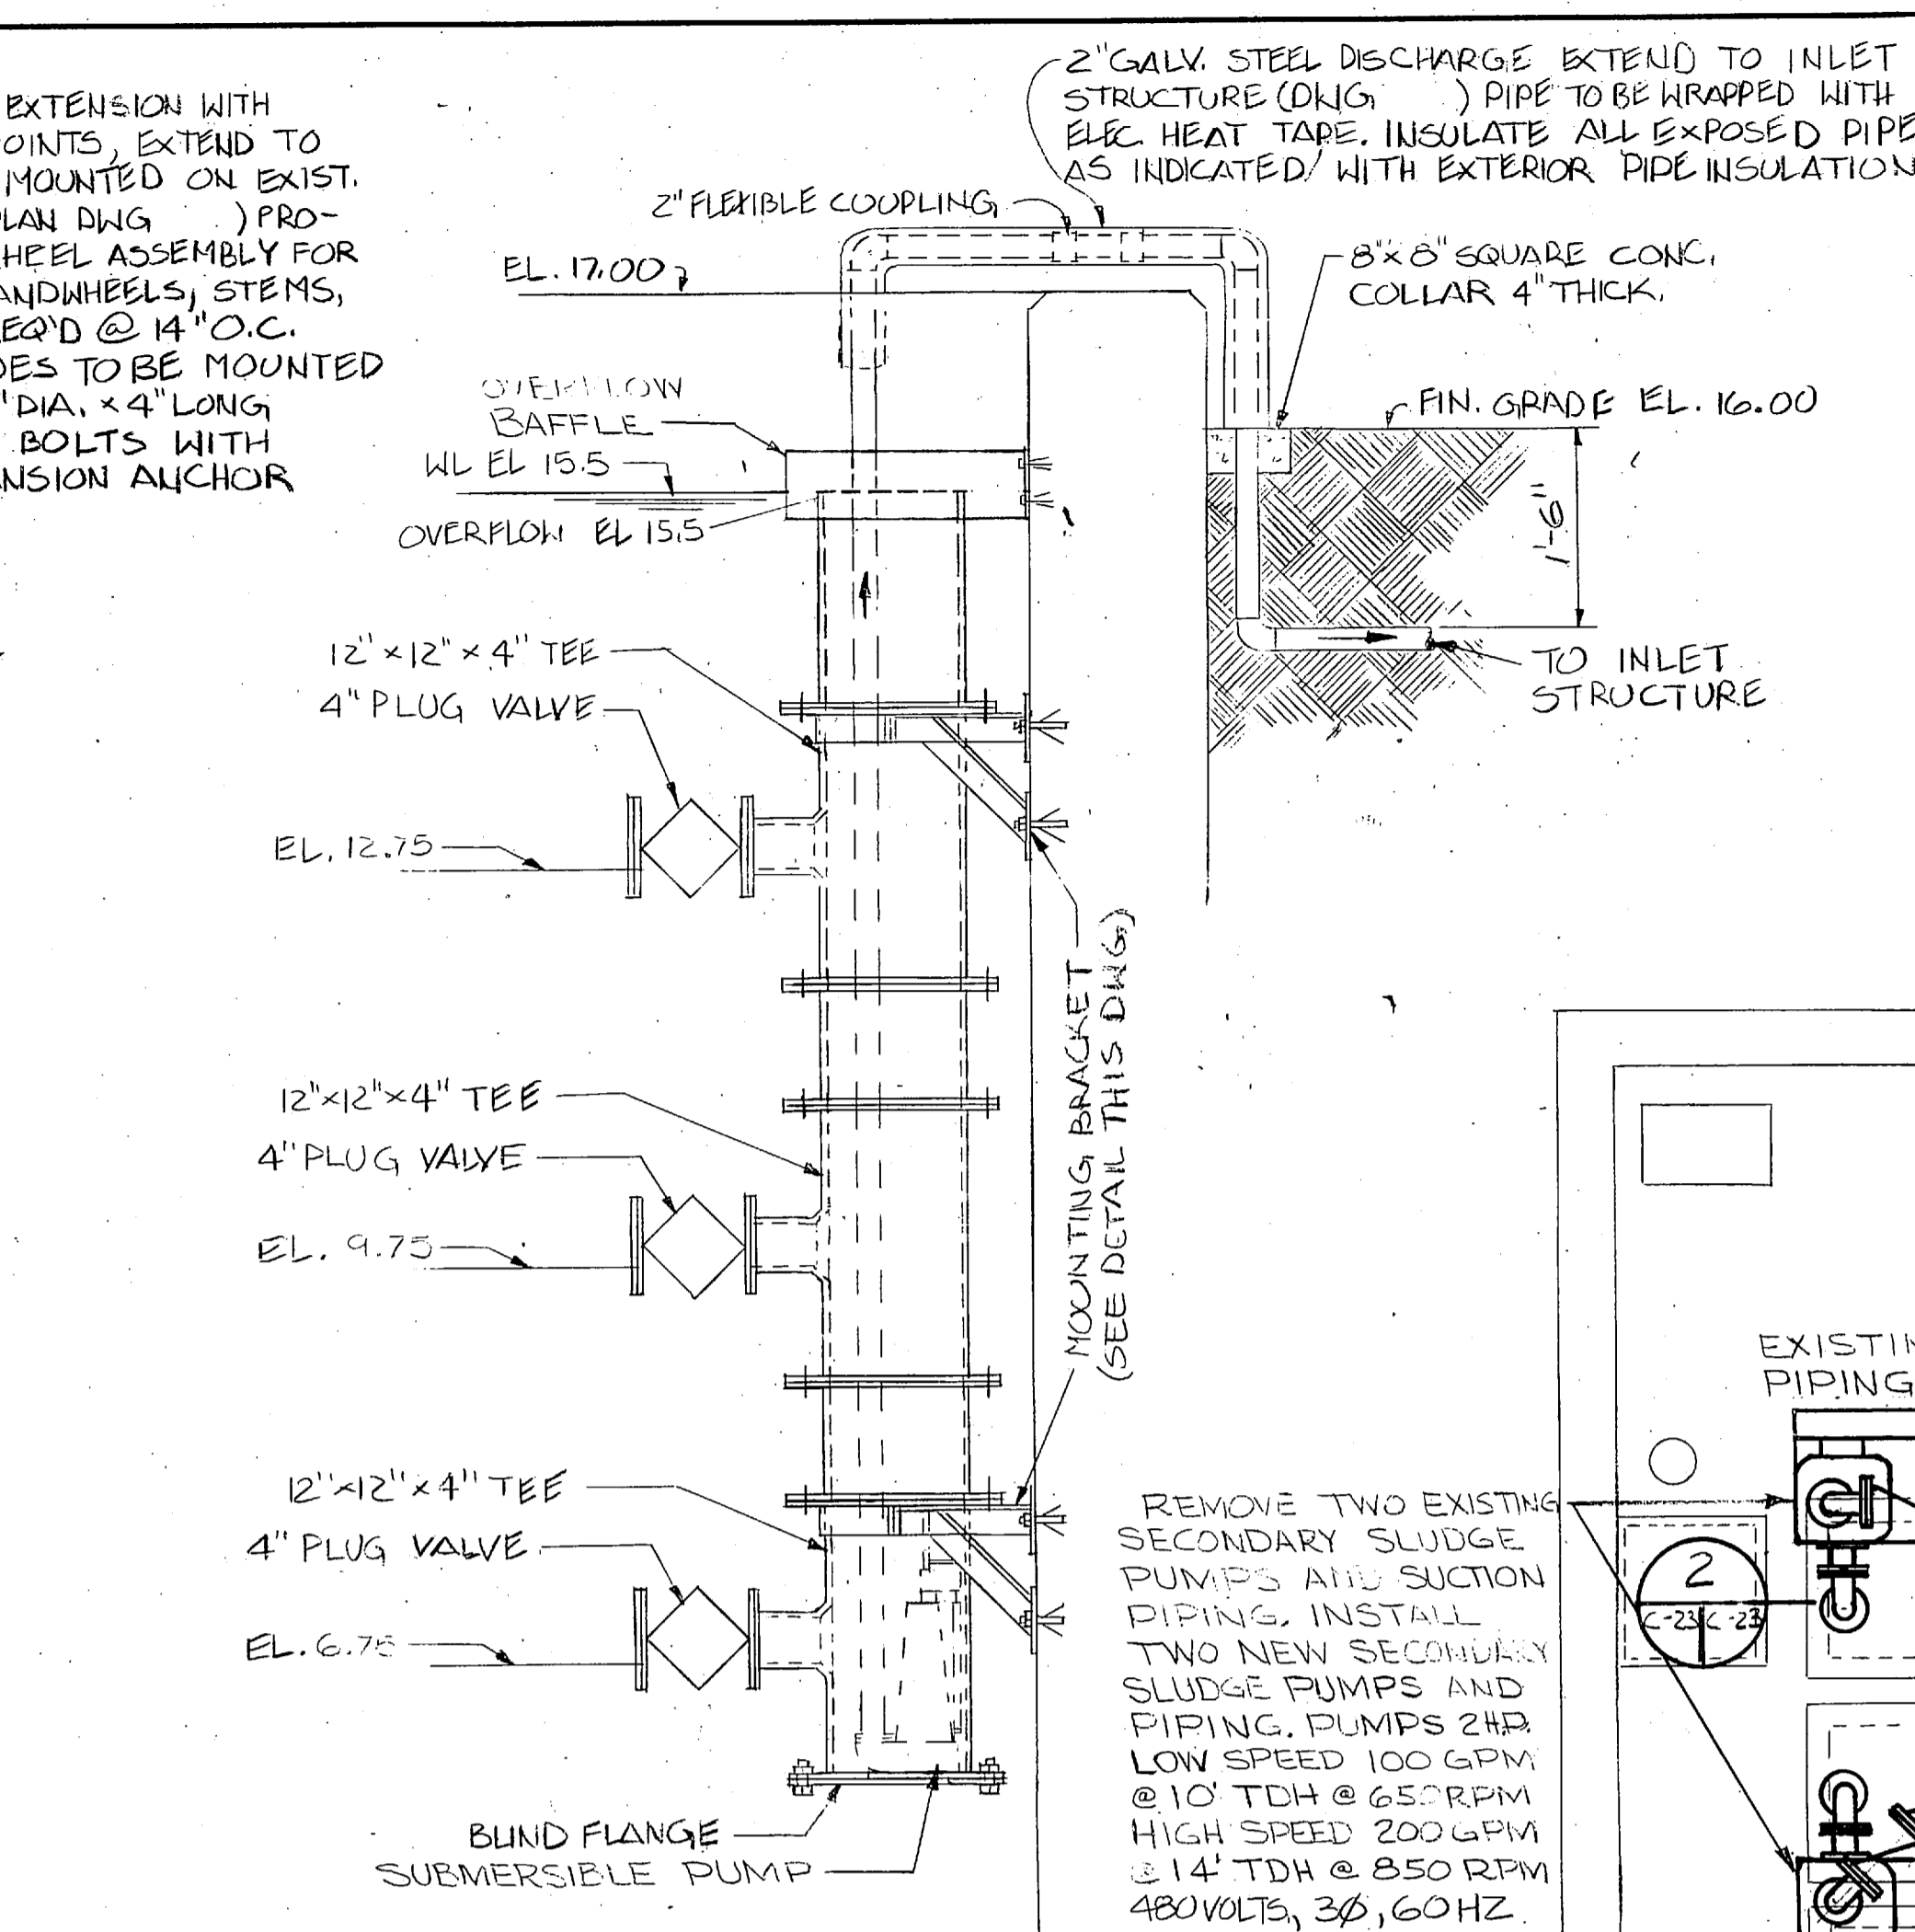 EXTENSION WITH
OINTS, EXTEND TO
MOUNTED ON EXIST.
LAN DWG ) PRO-
HEEL ASSEMBLY FOR
ANDWHEELS, STEMS,
EQ'D @ 14" O.C.
DES TO BE MOUNTED
" DIA. × 4" LONG
BOLTS WITH
NSION ANCHOR
2" GALV. STEEL DISCHARGE EXTEND TO INLET
STRUCTURE (DWG ) PIPE TO BE WRAPPED WITH
ELEC. HEAT TAPE. INSULATE ALL EXPOSED PIPE
AS INDICATED WITH EXTERIOR PIPE INSULATION
2" FLEXIBLE COUPLING
EL. 17.00
8"×8" SQUARE CONC.
COLLAR 4" THICK.
FIN. GRADE EL. 16.00
OVERFLOW
BAFFLE
WL EL 15.5
OVERFLOW EL 15.5
1'-6"
TO INLET
STRUCTURE
12"×12"×4" TEE
4" PLUG VALVE
EL. 12.75
MOUNTING BRACKET
(SEE DETAIL THIS DWG)
12"×12"×4" TEE
4" PLUG VALVE
EL. 9.75
EXISTIN
PIPING
12"×12"×4" TEE
4" PLUG VALVE
EL. 6.75
REMOVE TWO EXISTING
SECONDARY SLUDGE
PUMPS AND SUCTION
PIPING. INSTALL
TWO NEW SECONDARY
SLUDGE PUMPS AND
PIPING. PUMPS 2 H.P.
LOW SPEED 100 GPM
@ 10' TDH @ 650 RPM
HIGH SPEED 200 GPM
@ 14' TDH @ 850 RPM
480 VOLTS, 3Ø, 60 HZ
2
C-23 C-23
BLIND FLANGE
SUBMERSIBLE PUMP